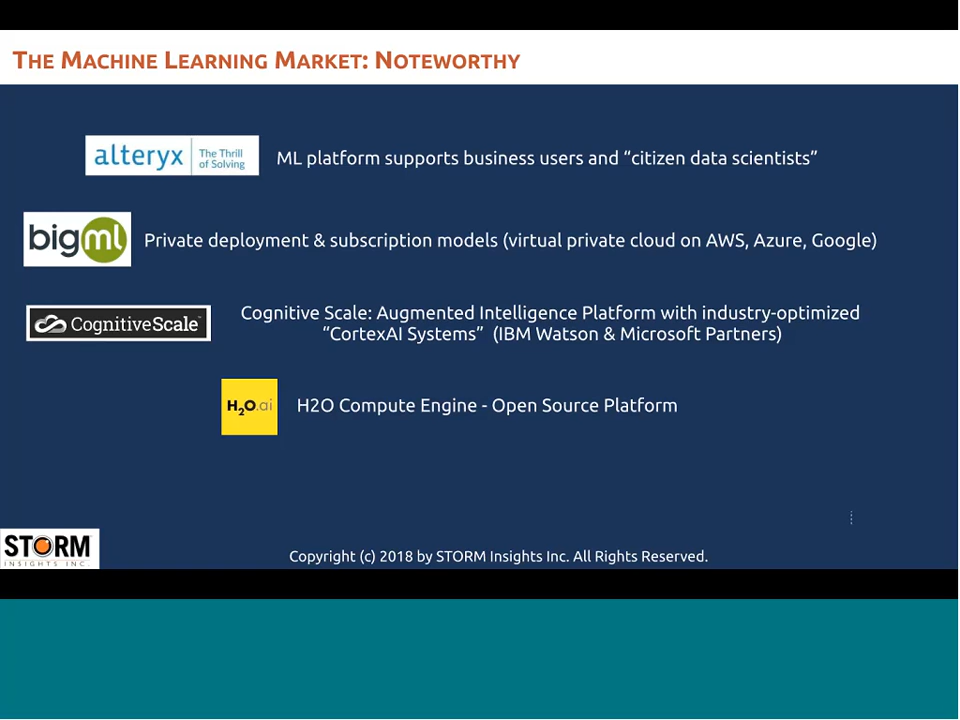 THE MACHINE LEARNING MARKET: NOTEWORTHY
alteryx The Thrill
of Solving
ML platform supports business users and “citizen data scientists”
bigml
Private deployment & subscription models (virtual private cloud on AWS, Azure, Google)
CognitiveScale
Cognitive Scale: Augmented Intelligence Platform with industry-optimized
“CortexAI Systems” (IBM Watson & Microsoft Partners)
H2O.ai
H2O Compute Engine - Open Source Platform
STORM
INSIGHTS INC.
Copyright (c) 2018 by STORM Insights Inc. All Rights Reserved.